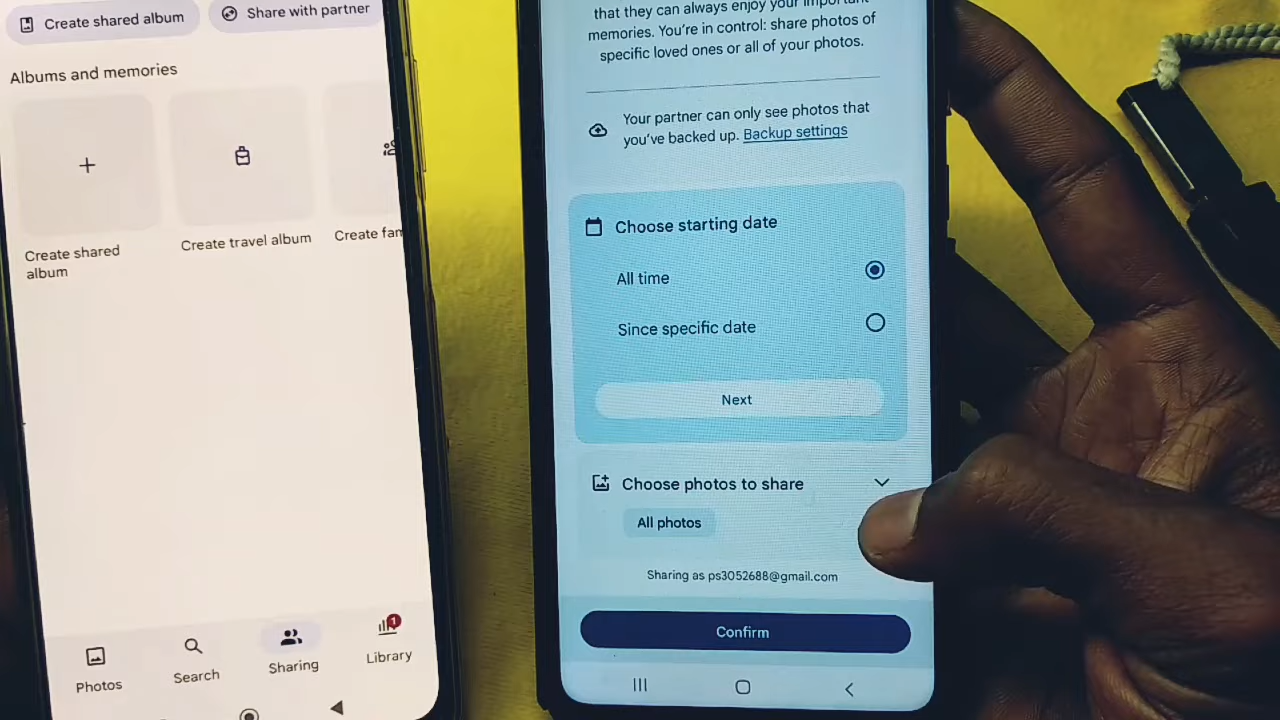 Create shared album
Share with partner
Albums and memories
Create shared
album
Create travel album
Create fam
Photos
Search
Sharing
1
Library
that they can always enjoy your important
memories. You're in control: share photos of
specific loved ones or all of your photos.
Your partner can only see photos that
you've backed up. Backup settings
Choose starting date
All time
Since specific date
Next
Choose photos to share
All photos
Sharing as ps3052688@gmail.com
Confirm